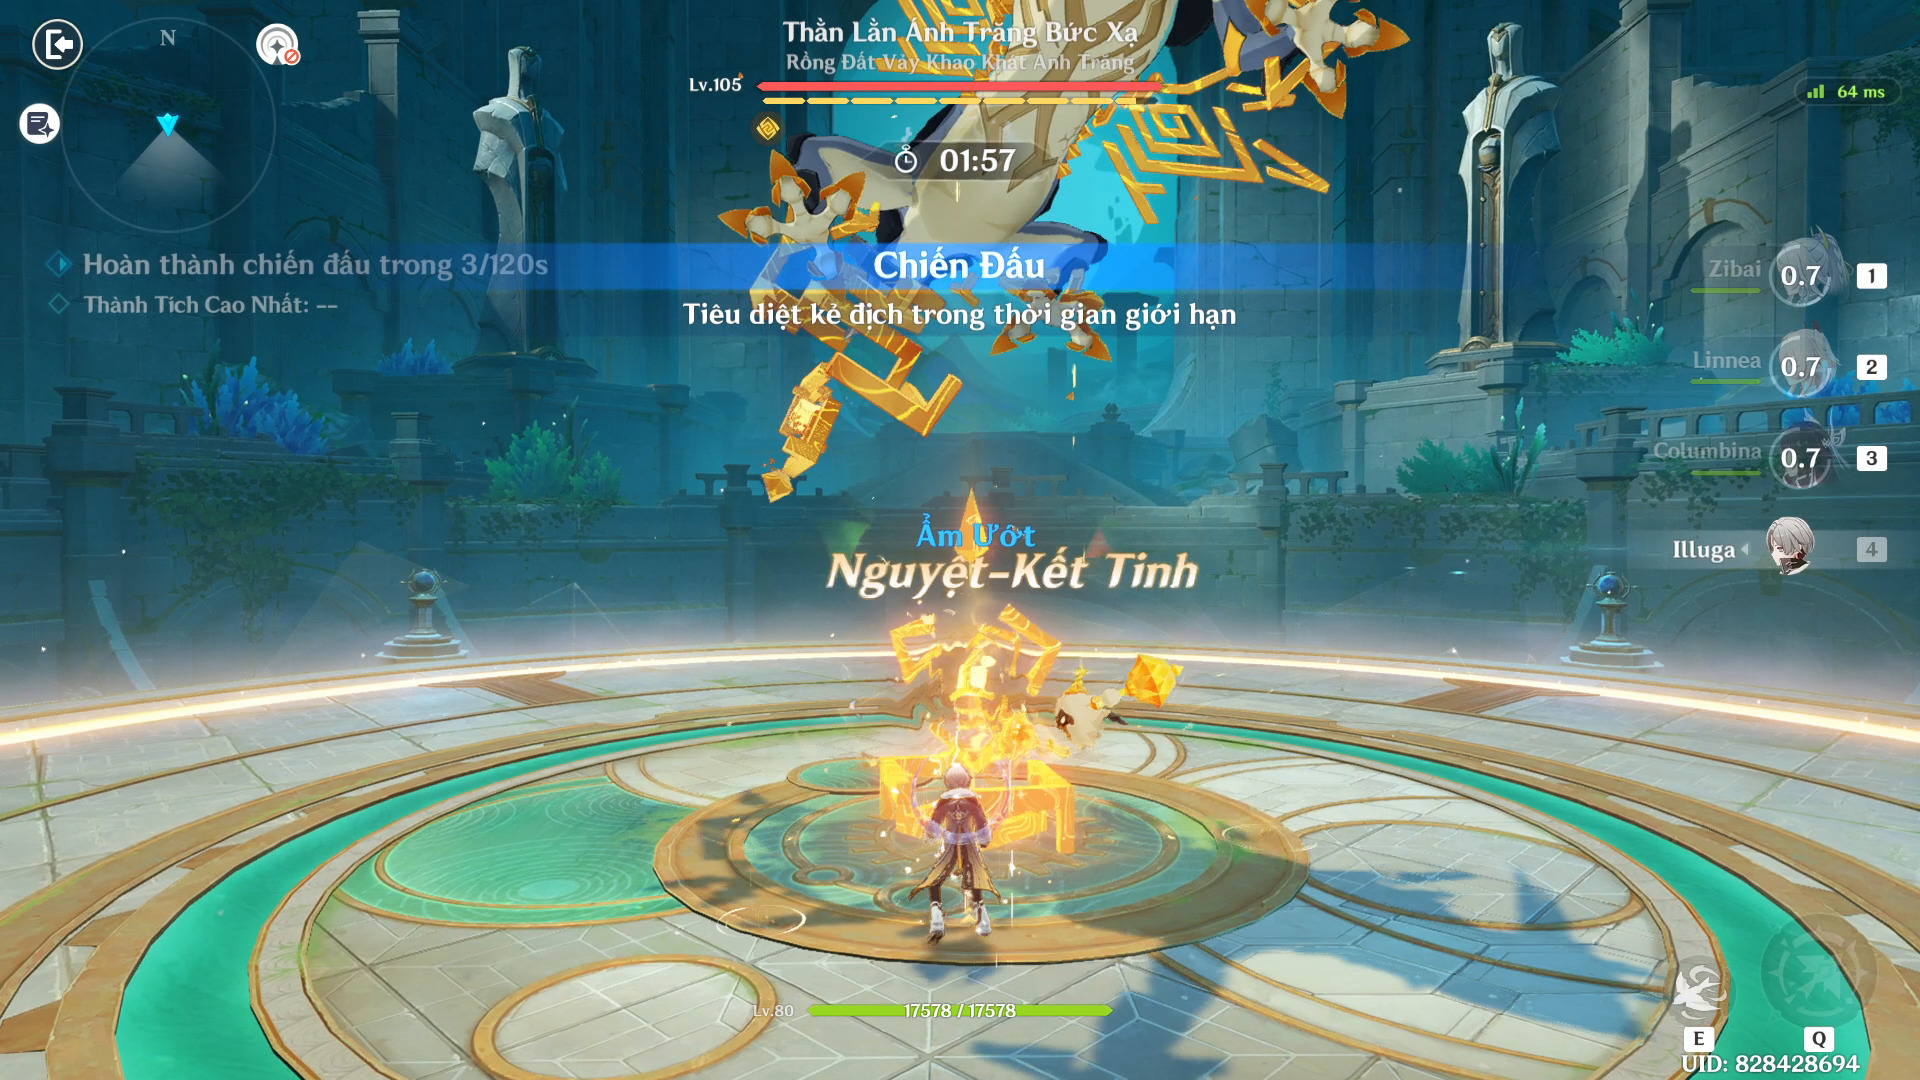 N
Thằn Lằn Ánh Trăng Bức Xạ
Rồng Đất Vảy Khao Khát Ánh Trăng
Lv.105
64 ms
01:57
Hoàn thành chiến đấu trong 3/120s
Thành Tích Cao Nhất: --
Chiến Đấu
Tiêu diệt kẻ địch trong thời gian giới hạn
Zibai 0.7 1
Linnea 0.7 2
Columbina 0.7 3
Illuga 4
Ẩm Ướt
Nguyệt-Kết Tinh
Lv.80 17578 / 17578
E Q
UID: 828428694